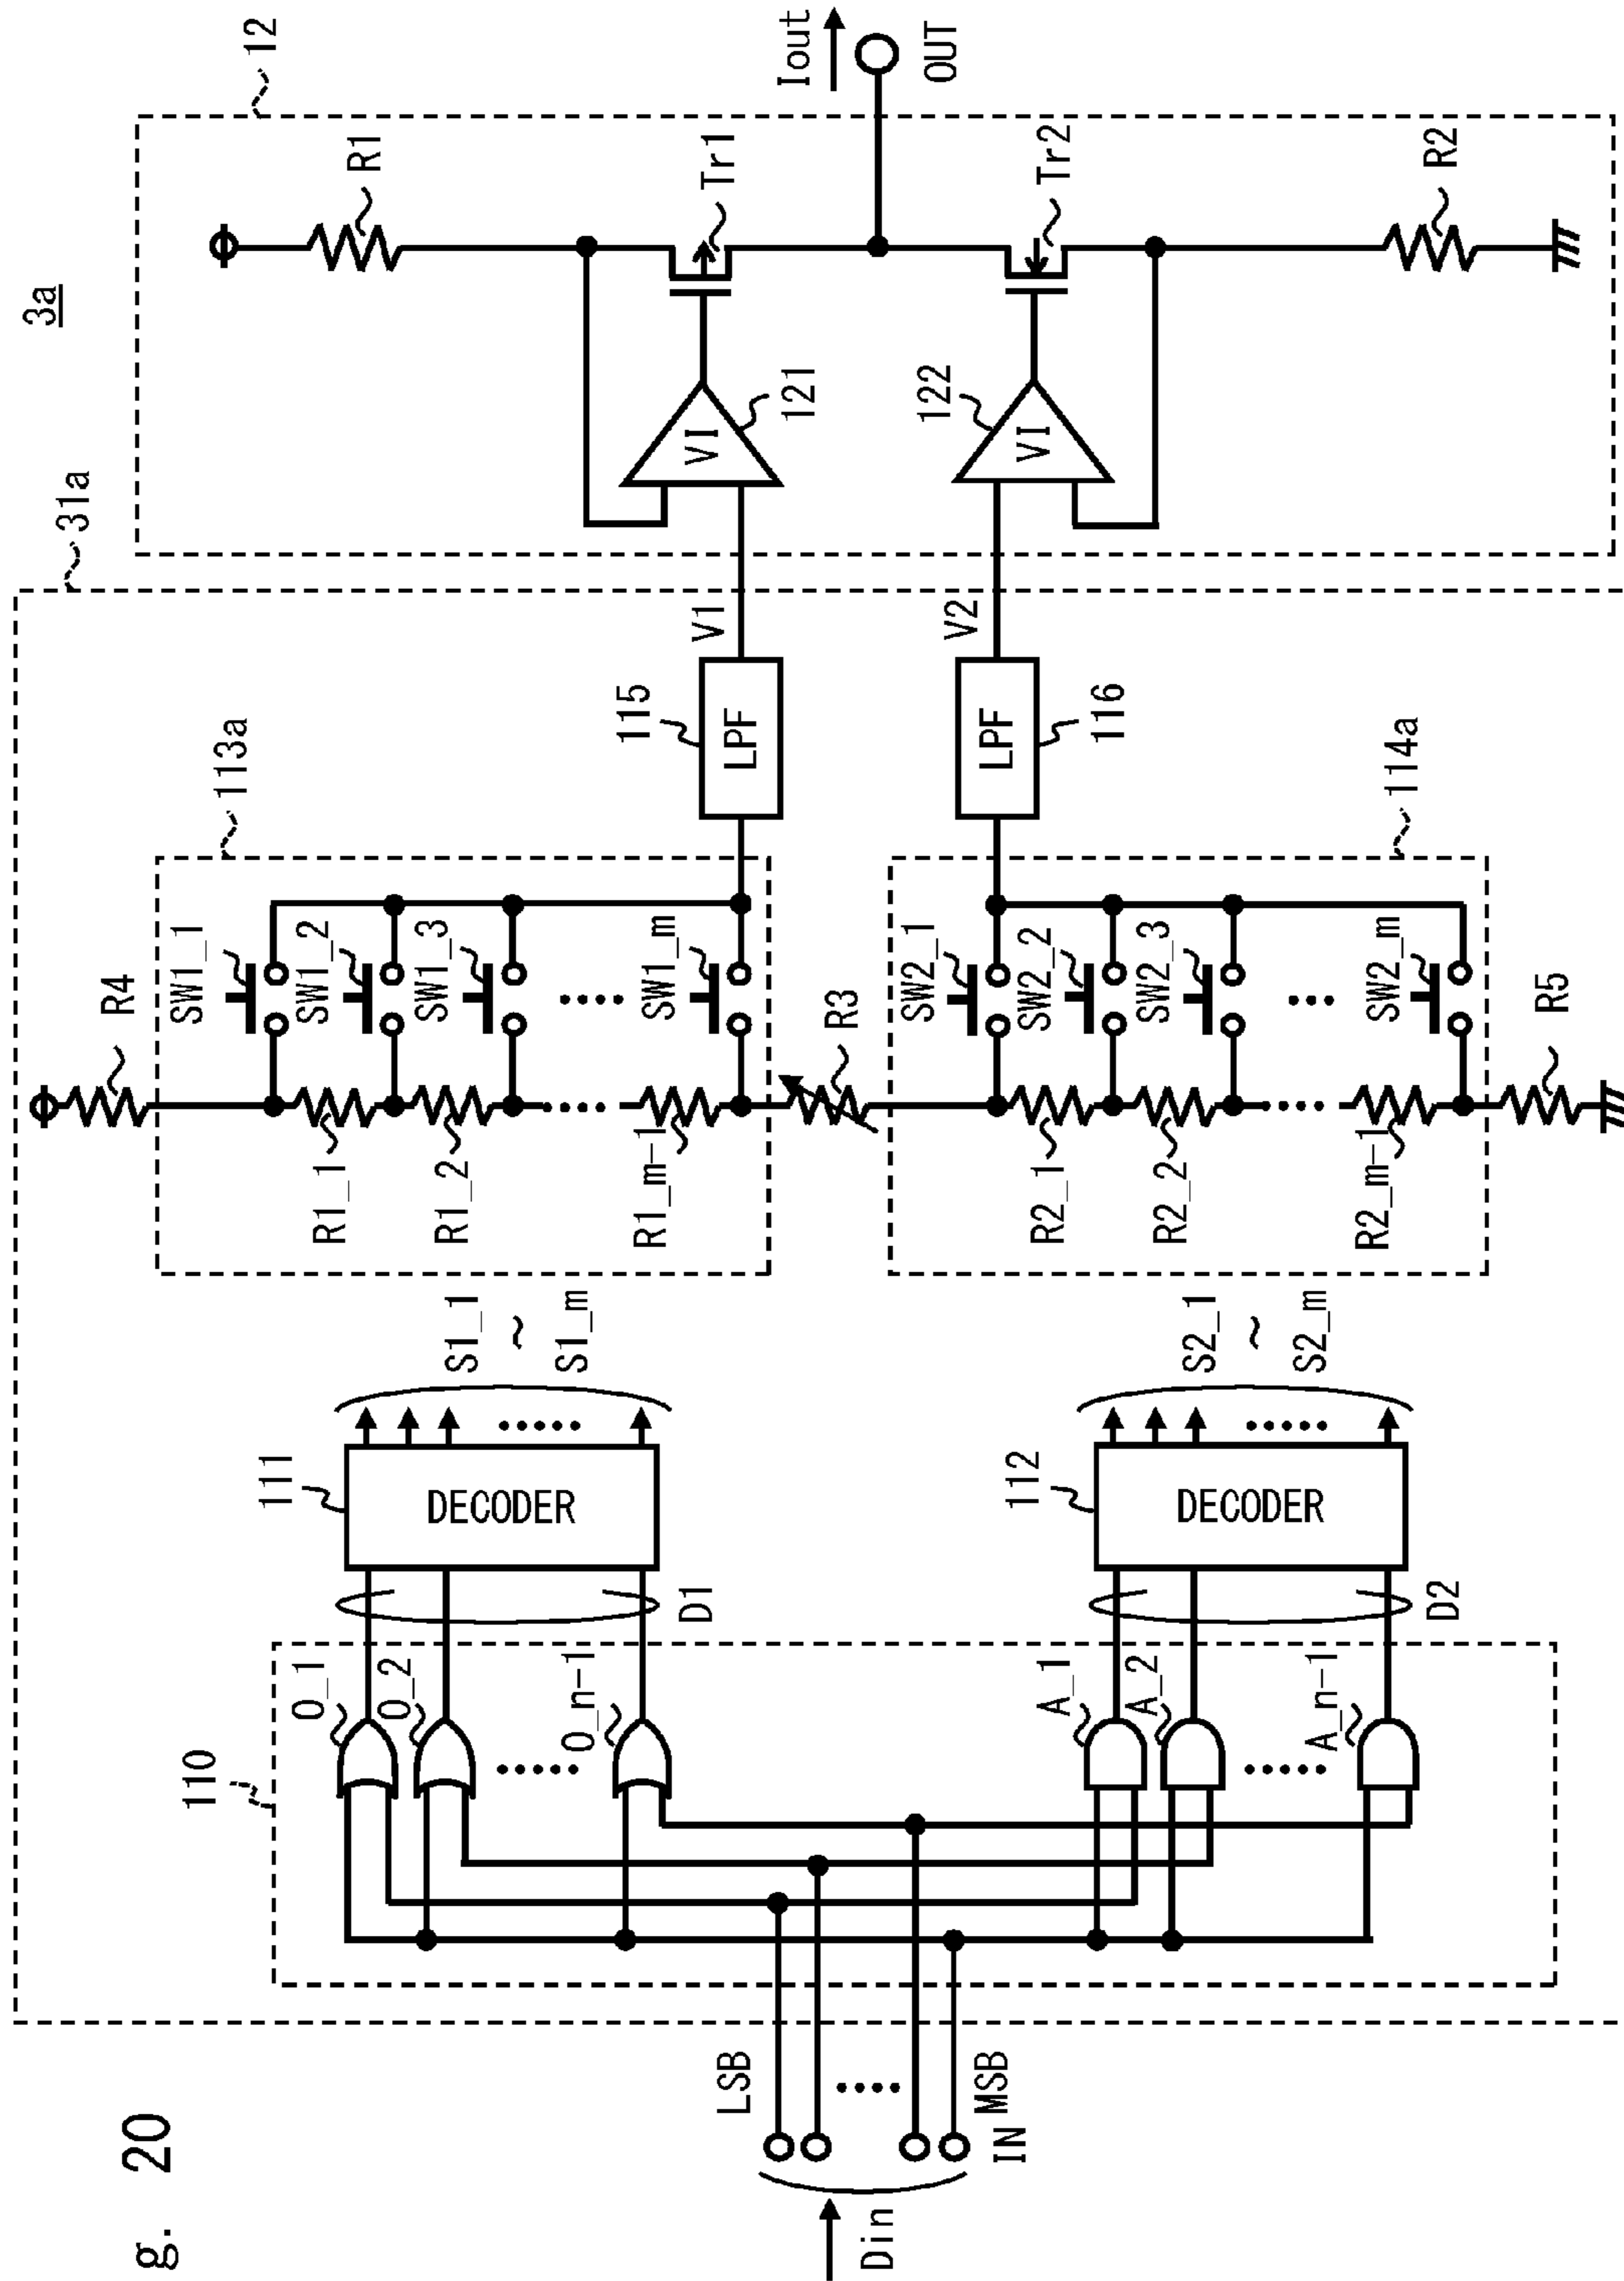 g. 20
3a
31a
12
110
Din
LSB
MSB
IN
O_1
O_2
O_n-1
A_1
A_2
A_n-1
D1
D2
111
DECODER
112
DECODER
S1_1
~
S1_m
S2_1
~
S2_m
113a
R4
SW1_1
SW1_2
SW1_3
SW1_m
R1_1
R1_2
R1_m-1
R3
114a
SW2_1
SW2_2
SW2_3
SW2_m
R2_1
R2_2
R2_m-1
R5
115
LPF
V1
116
LPF
V2
VI
121
VI
122
R1
Tr1
Tr2
R2
Iout
OUT